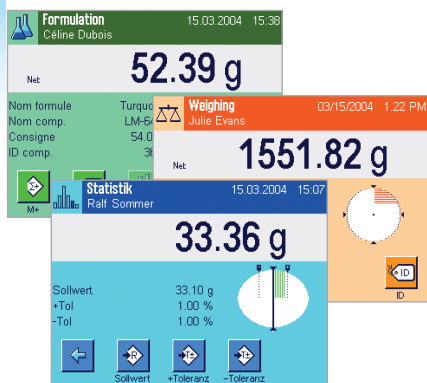 Formulation 15.03.2004 15:38
Céline Dubois
Net 52.39 g
Nom formule
Nom comp. LM-64
Consigne 54.0
ID comp.
M+
Weighing 03/15/2004 1.22 PM
Julie Evans
Net 1551.82 g
ID
ID
Statistik 15.03.2004 15:07
Ralf Sommer
33.36 g
Sollwert 33.10 g
+Tol 1.00 %
-Tol 1.00 %
Sollwert +Toleranz -Toleranz